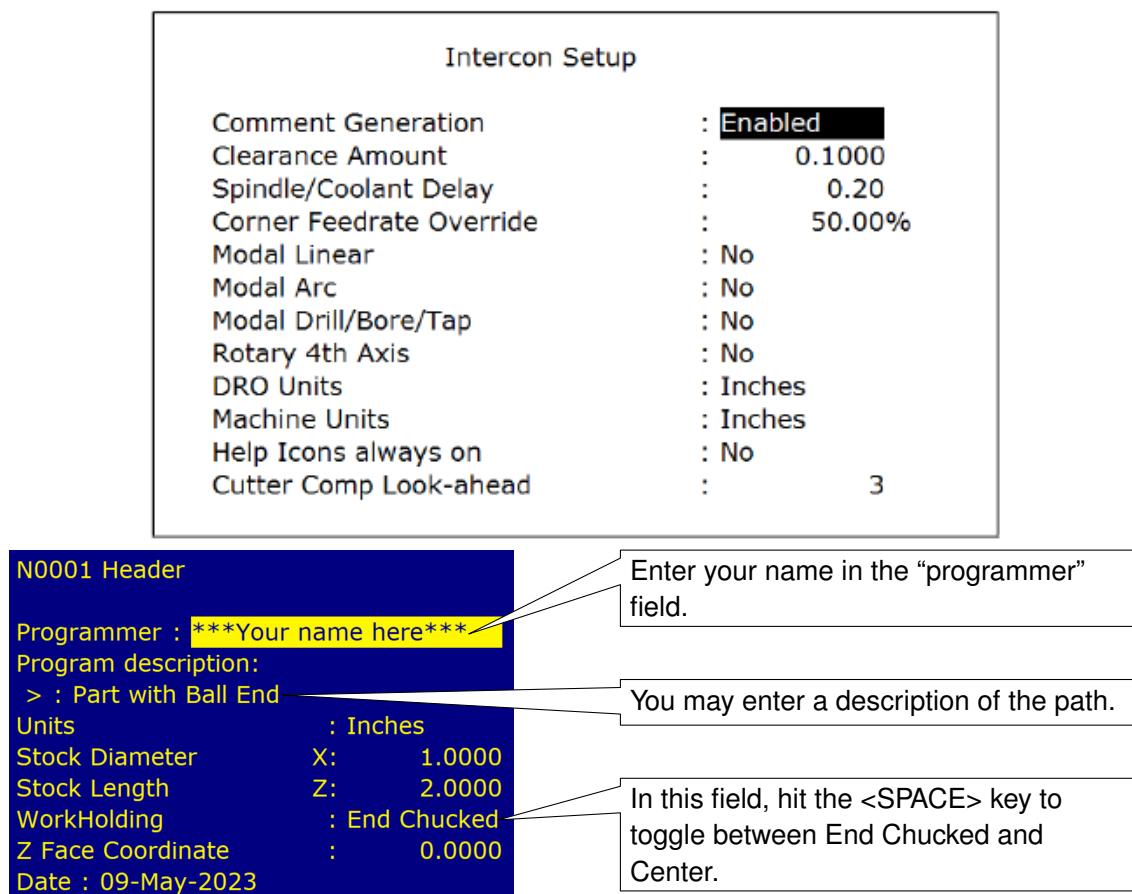 Intercon Setup
Comment Generation : Enabled
Clearance Amount : 0.1000
Spindle/Coolant Delay : 0.20
Corner Feedrate Override : 50.00%
Modal Linear : No
Modal Arc : No
Modal Drill/Bore/Tap : No
Rotary 4th Axis : No
DRO Units : Inches
Machine Units : Inches
Help Icons always on : No
Cutter Comp Look-ahead : 3
N0001 Header
Programmer : ***Your name here***
Program description:
> : Part with Ball End
Units : Inches
Stock Diameter X: 1.0000
Stock Length Z: 2.0000
WorkHolding : End Chucked
Z Face Coordinate : 0.0000
Date : 09-May-2023
Enter your name in the “programmer”
field.
You may enter a description of the path.
In this field, hit the <SPACE> key to
toggle between End Chucked and
Center.